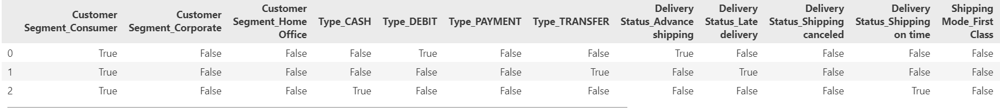 Customer Segment_Consumer Customer Segment_Corporate Customer Segment_Home Office Type_CASH Type_DEBIT Type_PAYMENT Type_TRANSFER Delivery Status_Advance shipping Delivery Status_Late delivery Delivery Status_Shipping canceled Delivery Status_Shipping on time Shipping Mode_First Class
0 True False False False True False False True False False False False
1 True False False False False False True False True False False False
2 True False False True False False False False False False True False